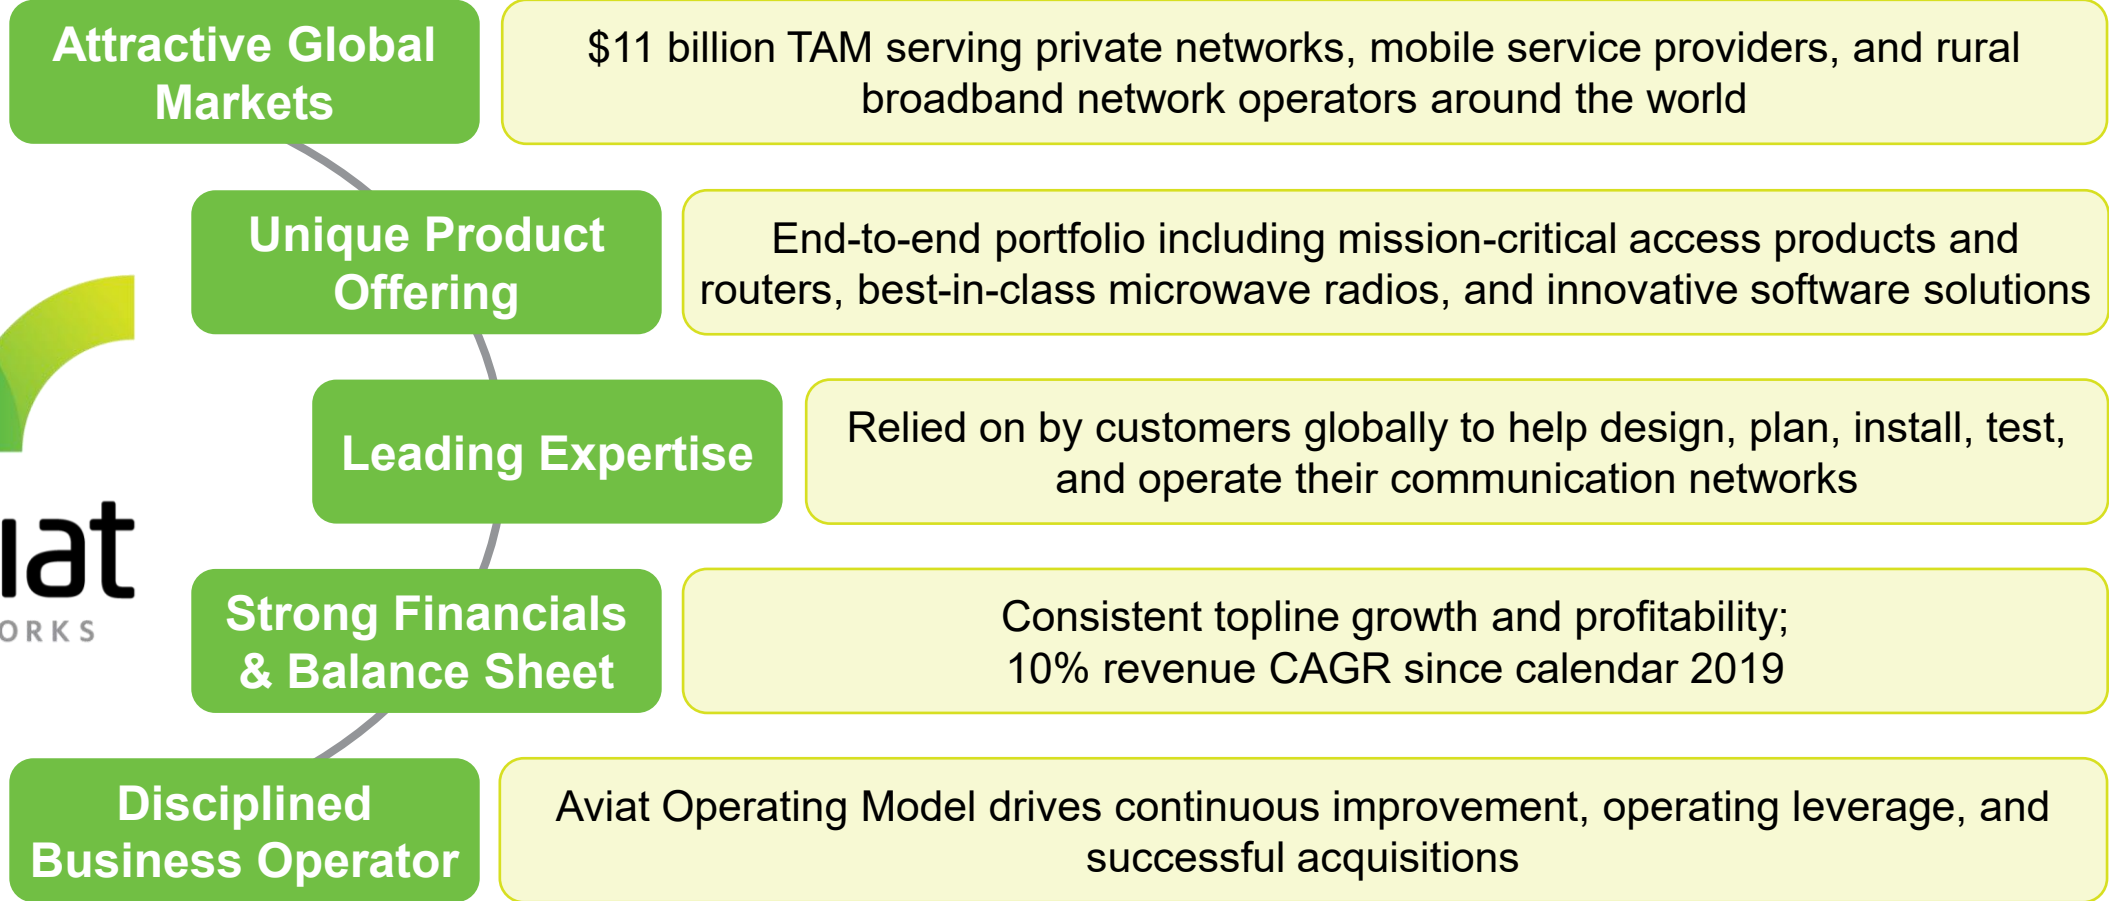 Attractive Global
Markets
$11 billion TAM serving private networks, mobile service providers, and rural
broadband network operators around the world
Unique Product
Offering
End-to-end portfolio including mission-critical access products and
routers, best-in-class microwave radios, and innovative software solutions
Leading Expertise
Relied on by customers globally to help design, plan, install, test,
and operate their communication networks
Strong Financials
& Balance Sheet
Consistent topline growth and profitability;
10% revenue CAGR since calendar 2019
Disciplined
Business Operator
Aviat Operating Model drives continuous improvement, operating leverage, and
successful acquisitions